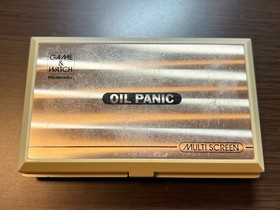 GAME &
WATCH
Nintendo
OIL PANIC
MULTI SCREEN